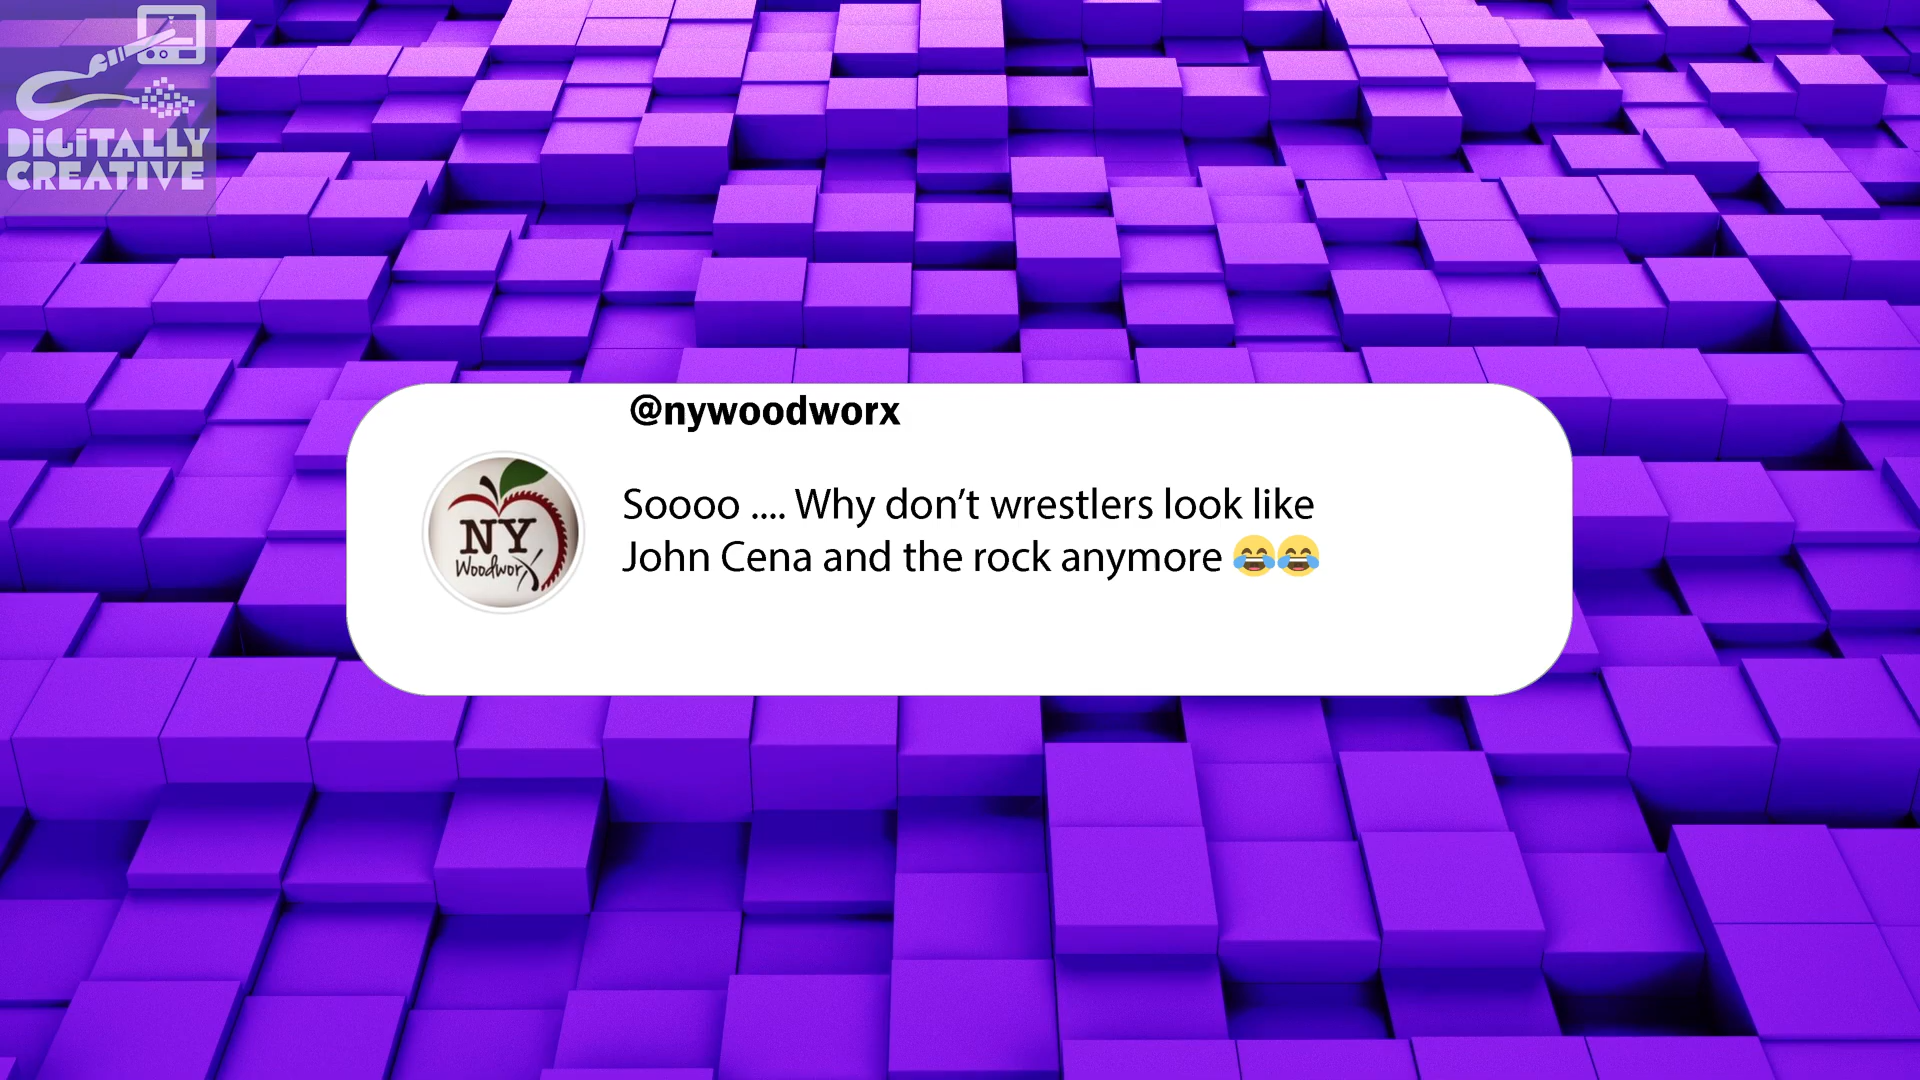 DiGiTALLY
CREATIVE
@nywoodworx
NY
WoodworX
Soooo .... Why don’t wrestlers look like
John Cena and the rock anymore 😂😂